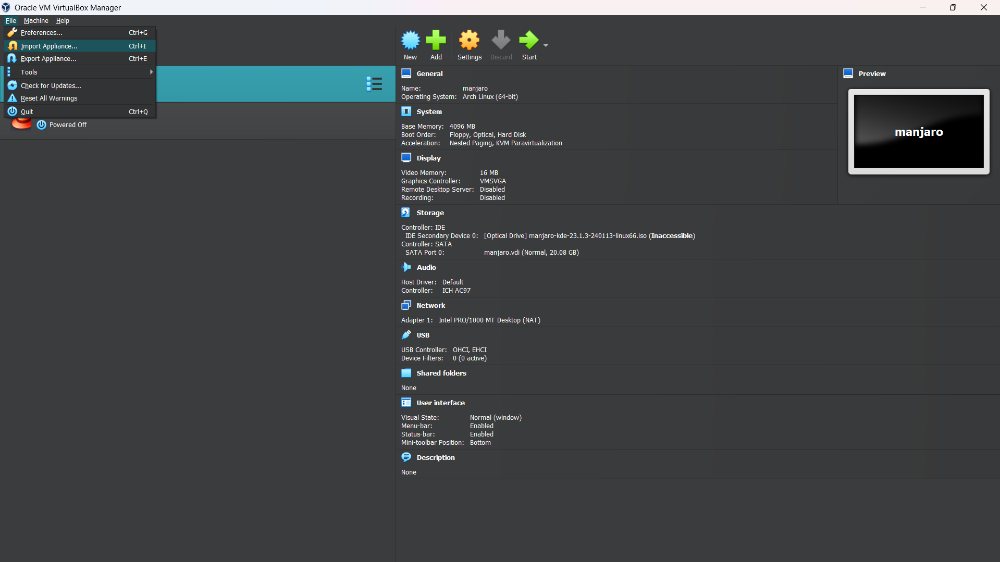 Oracle VM VirtualBox Manager
File Machine Help
Preferences... Ctrl+G
Import Appliance... Ctrl+I
Export Appliance... Ctrl+E
Tools
Check for Updates...
Reset All Warnings
Quit Ctrl+Q
Powered Off
New Add Settings Discard Start
General
Name: manjaro
Operating System: Arch Linux (64-bit)
System
Base Memory: 4096 MB
Boot Order: Floppy, Optical, Hard Disk
Acceleration: Nested Paging, KVM Paravirtualization
Display
Video Memory: 16 MB
Graphics Controller: VMSVGA
Remote Desktop Server: Disabled
Recording: Disabled
Storage
Controller: IDE
IDE Secondary Device 0: [Optical Drive] manjaro-kde-23.1.3-240113-linux66.iso (Inaccessible)
Controller: SATA
SATA Port 0: manjaro.vdi (Normal, 20.08 GB)
Audio
Host Driver: Default
Controller: ICH AC97
Network
Adapter 1: Intel PRO/1000 MT Desktop (NAT)
USB
USB Controller: OHCI, EHCI
Device Filters: 0 (0 active)
Shared folders
None
User interface
Visual State: Normal (window)
Menu-bar: Enabled
Status-bar: Enabled
Mini-toolbar Position: Bottom
Description
None
Preview
manjaro